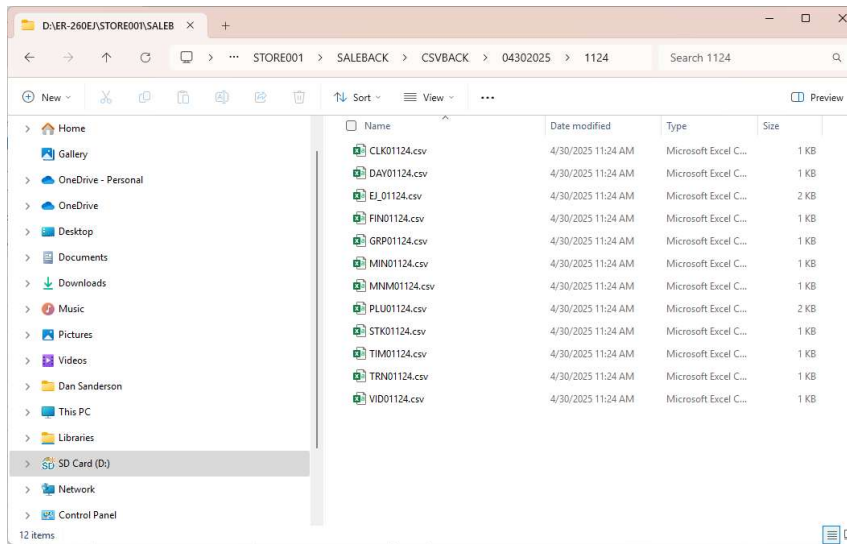 D:\ER-260EJ\STORE001\SALEB
STORE001 > SALEBACK > CSVBACK > 04302025 > 1124 Search 1124
New Sort View Preview
Name Date modified Type Size
Home
Gallery
OneDrive - Personal
OneDrive
Desktop
Documents
Downloads
Music
Pictures
Videos
Dan Sanderson
This PC
Libraries
SD Card (D:)
Network
Control Panel
CLK01124.csv 4/30/2025 11:24 AM Microsoft Excel C... 1 KB
DAY01124.csv 4/30/2025 11:24 AM Microsoft Excel C... 1 KB
EJ_01124.csv 4/30/2025 11:24 AM Microsoft Excel C... 2 KB
FIN01124.csv 4/30/2025 11:24 AM Microsoft Excel C... 1 KB
GRP01124.csv 4/30/2025 11:24 AM Microsoft Excel C... 1 KB
MIN01124.csv 4/30/2025 11:24 AM Microsoft Excel C... 1 KB
MNM01124.csv 4/30/2025 11:24 AM Microsoft Excel C... 1 KB
PLU01124.csv 4/30/2025 11:24 AM Microsoft Excel C... 2 KB
STK01124.csv 4/30/2025 11:24 AM Microsoft Excel C... 1 KB
TIM01124.csv 4/30/2025 11:24 AM Microsoft Excel C... 1 KB
TRN01124.csv 4/30/2025 11:24 AM Microsoft Excel C... 1 KB
VID01124.csv 4/30/2025 11:24 AM Microsoft Excel C... 1 KB
12 items